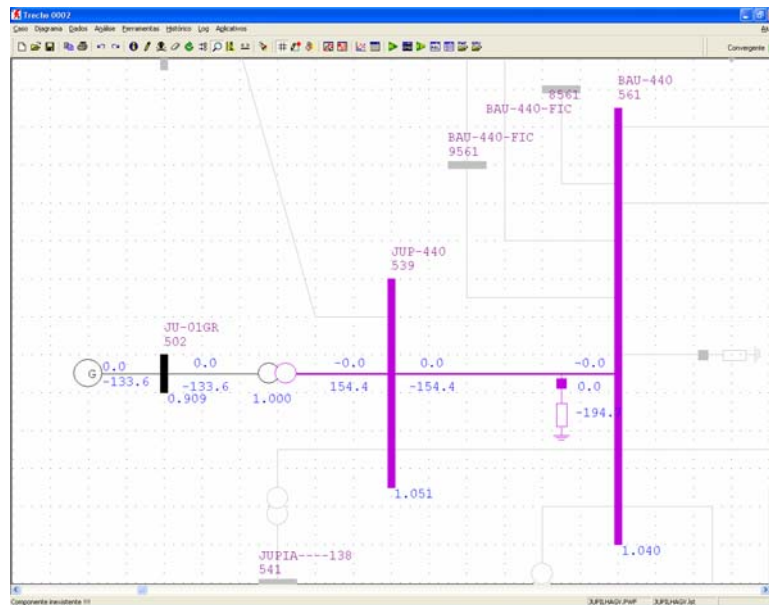 Trecho 0002
Caso Diagrama Dados Análise Ferramentas Histórico Log Aplicativos
Convergente
BAU-440
561
8561
BAU-440-FIC
BAU-440-FIC
9561
JUP-440
539
JU-01GR
502
G
0.0
-133.6
0.0
-133.6
0.909
1.000
-0.0
154.4
0.0
-154.4
-0.0
0.0
-194.
1.051
1.040
JUPIA----138
541
Componente inexistente !!!
JUPILHAGV.PWF
JUPILHAGV.lst